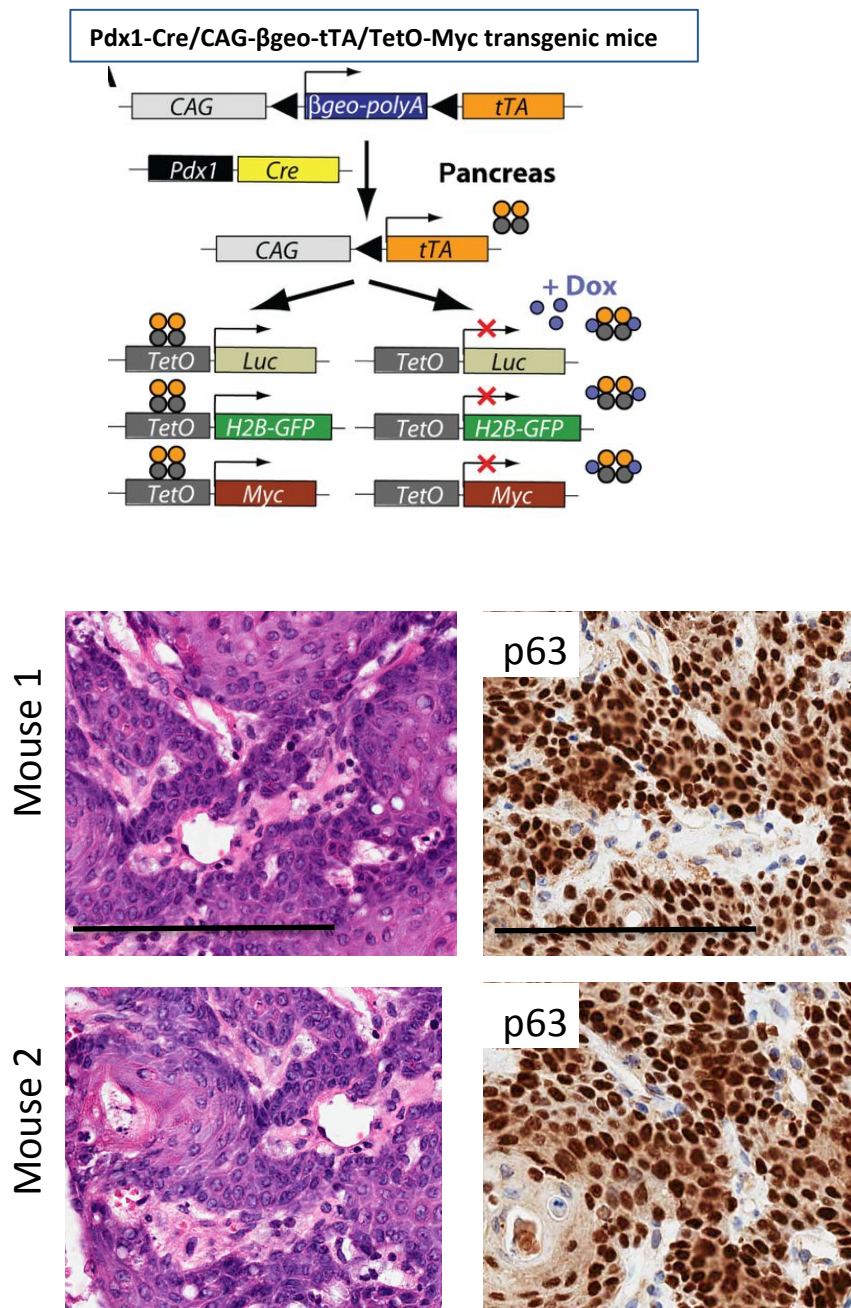 Pdx1-Cre/CAG-βgeo-tTA/TetO-Myc transgenic mice
CAG βgeo-polyA tTA
Pdx1 Cre Pancreas
CAG tTA
+ Dox
TetO Luc TetO Luc
TetO H2B-GFP TetO H2B-GFP
TetO Myc TetO Myc
Mouse 1
p63
Mouse 2
p63